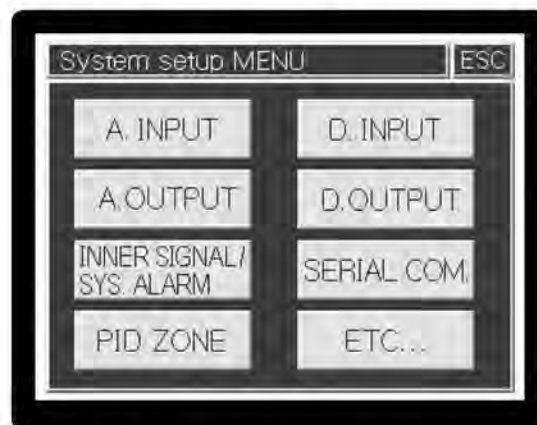 System setup MENU ESC
A. INPUT D. INPUT
A.OUTPUT D.OUTPUT
INNER SIGNAL/
SYS. ALARM
SERIAL COM.
PID ZONE ETC...